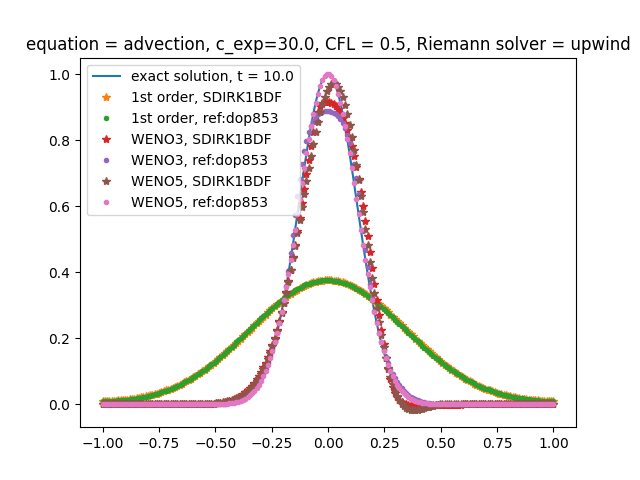 equation = advection, c_exp=30.0, CFL = 0.5, Riemann solver = upwind
exact solution, t = 10.0
1st order, SDIRK1BDF
1st order, ref:dop853
WENO3, SDIRK1BDF
WENO3, ref:dop853
WENO5, SDIRK1BDF
WENO5, ref:dop853
1.0
0.8
0.6
0.4
0.2
0.0
−1.00 −0.75 −0.50 −0.25 0.00 0.25 0.50 0.75 1.00